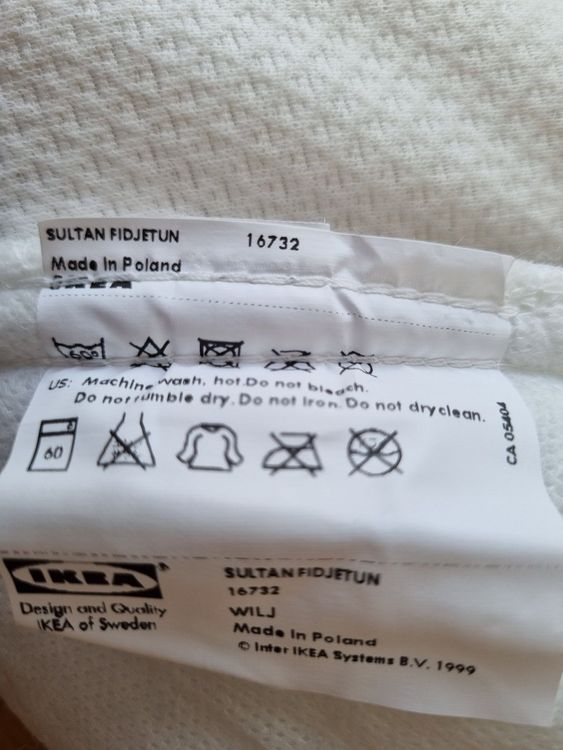 SULTAN FIDJETUN 16732
Made in Poland
IKEA
60°
US: Machine wash, hot.Do not bleach.
Do not tumble dry.Do not iron.Do not dryclean.
60
CA 05404
IKEA®
Design and Quality
IKEA of Sweden
SULTAN FIDJETUN
16732
WILJ
Made in Poland
© Inter IKEA Systems B.V. 1999